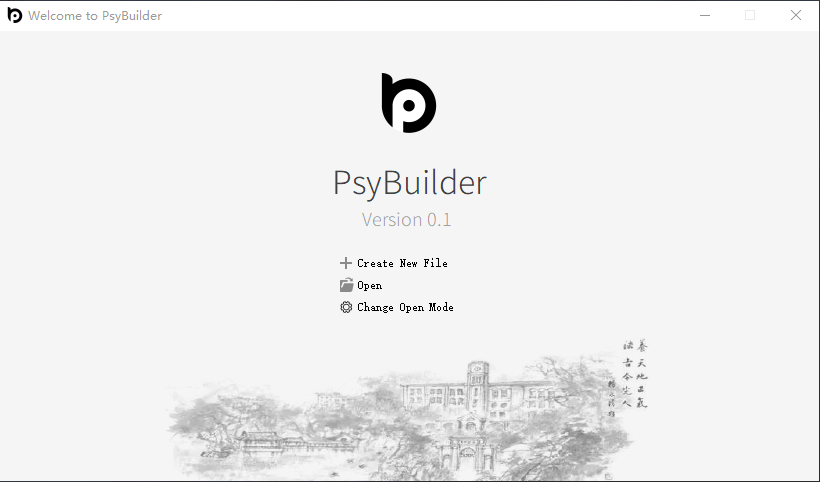 Welcome to PsyBuilder
PsyBuilder
Version 0.1
Create New File
Open
Change Open Mode
養天地正氣
法古今完人